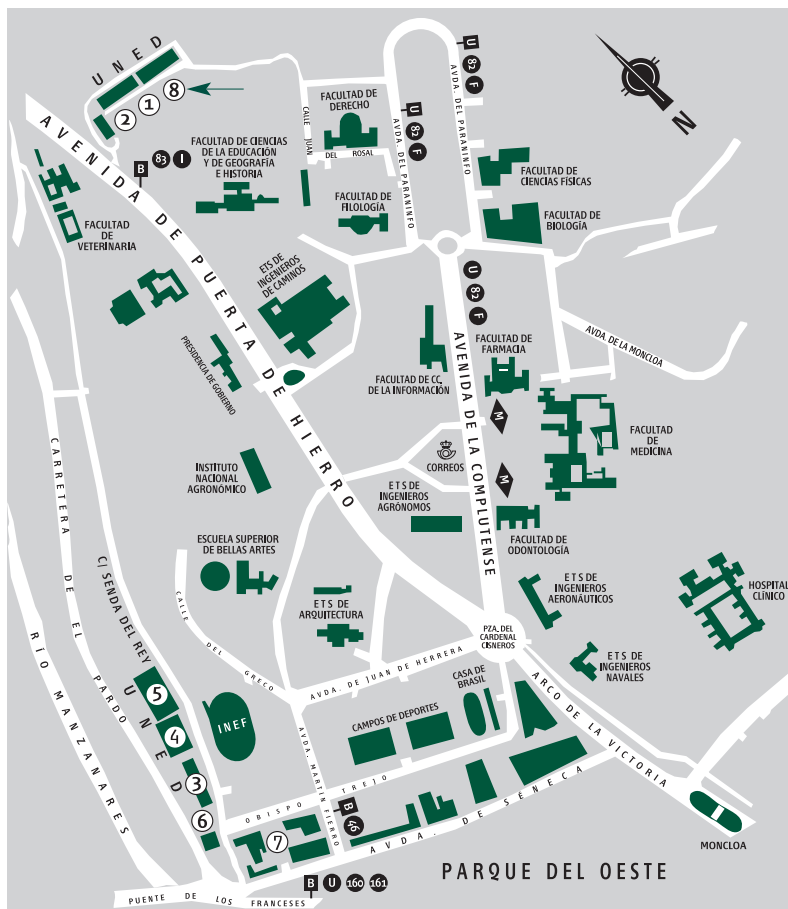 UNED
2
1
8
AVENIDA DE PUERTA DE HIERRO
B 83 I
FACULTAD DE CIENCIAS
DE LA EDUCACIÓN
Y DE GEOGRAFÍA
E HISTORIA
CALLE JUAN
DEL ROSAL
FACULTAD DE
DERECHO
AVDA. DEL PARANINFO
U 82 F
AVDA. DEL PARANINFO
U 82 F
N
FACULTAD DE
CIENCIAS FÍSICAS
FACULTAD DE
BIOLOGÍA
FACULTAD DE
FILOLOGÍA
FACULTAD
DE
VETERINARIA
ETS DE
INGENIEROS
DE CAMINOS
PRESIDENCIA DE GOBIERNO
U 82 F
AVENIDA DE LA COMPLUTENSE
FACULTAD DE
FARMACIA
AVDA. DE LA MONCLOA
FACULTAD DE CC.
DE LA INFORMACIÓN
M
FACULTAD
DE
MEDICINA
CORREOS
M
INSTITUTO
NACIONAL
AGRONÓMICO
E T S DE
INGENIEROS
AGRÓNOMOS
FACULTAD DE
ODONTOLOGÍA
ESCUELA SUPERIOR
DE BELLAS ARTES
E T S DE
ARQUITECTURA
E T S DE
INGENIEROS
AERONÁUTICOS
HOSPITAL
CLÍNICO
PZA. DEL
CARDENAL
CISNEROS
E T S DE
INGENIEROS
NAVALES
CARRETERA DE EL PARDO
RÍO MANZANARES
C/ SENDA DEL REY
CALLE DEL GRECO
AVDA. DE JUAN DE HERRERA
CASA DE
BRASIL
ARCO DE LA VICTORIA
UNED
5
4
3
6
INEF
CAMPOS DE DEPORTES
AVDA. MARTIN FIERRO
OBISPO TREJO
B 46
7
AVDA. DE SÉNECA
MONCLOA
PARQUE DEL OESTE
B U 160 161
PUENTE DE LOS FRANCESES